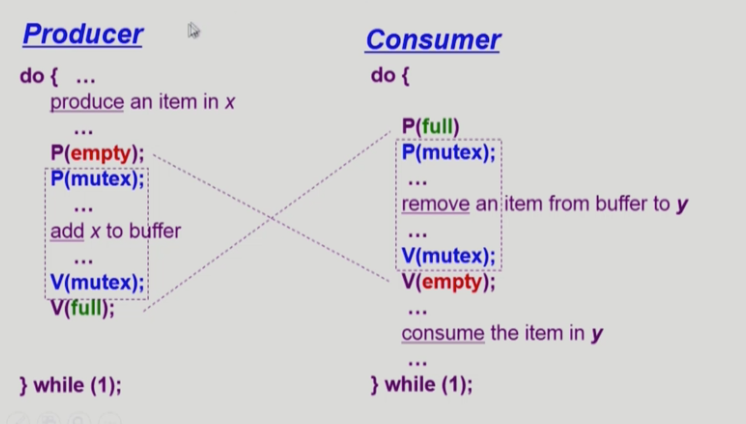 Producer
do { ...
produce an item in x
...
P(empty);
P(mutex);
...
add x to buffer
...
V(mutex);
V(full);
} while (1);
Consumer
do {
P(full)
P(mutex);
...
remove an item from buffer to y
...
V(mutex);
V(empty);
...
consume the item in y
...
} while (1);